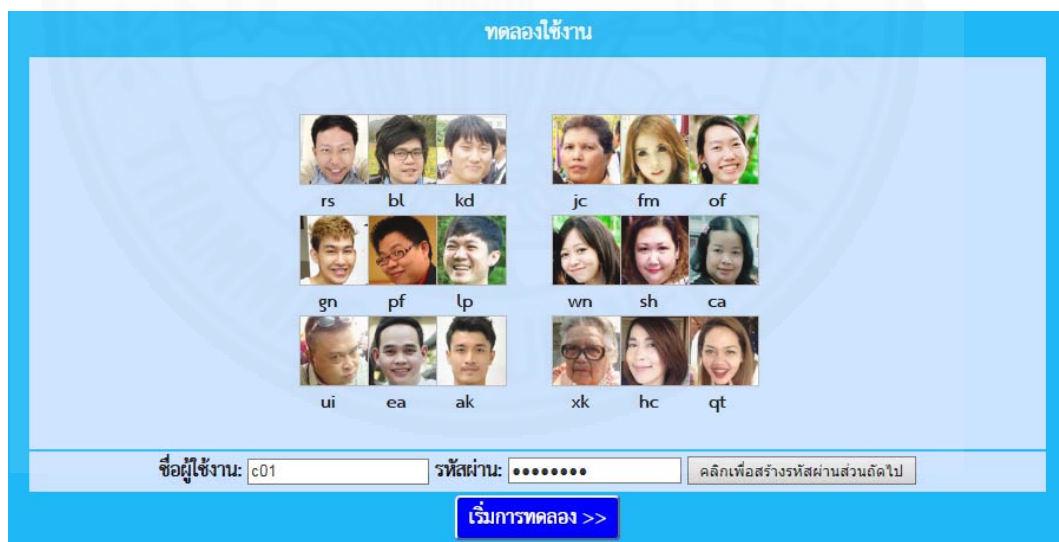 ทดลองใช้งาน
rs bl kd jc fm of
gn pf lp wn sh ca
ui ea ak xk hc qt
ชื่อผู้ใช้งาน: c01 รหัสผ่าน: ●●●●●●●● คลิกเพื่อสร้างรหัสผ่านส่วนถัดไป
เริ่มการทดลอง >>